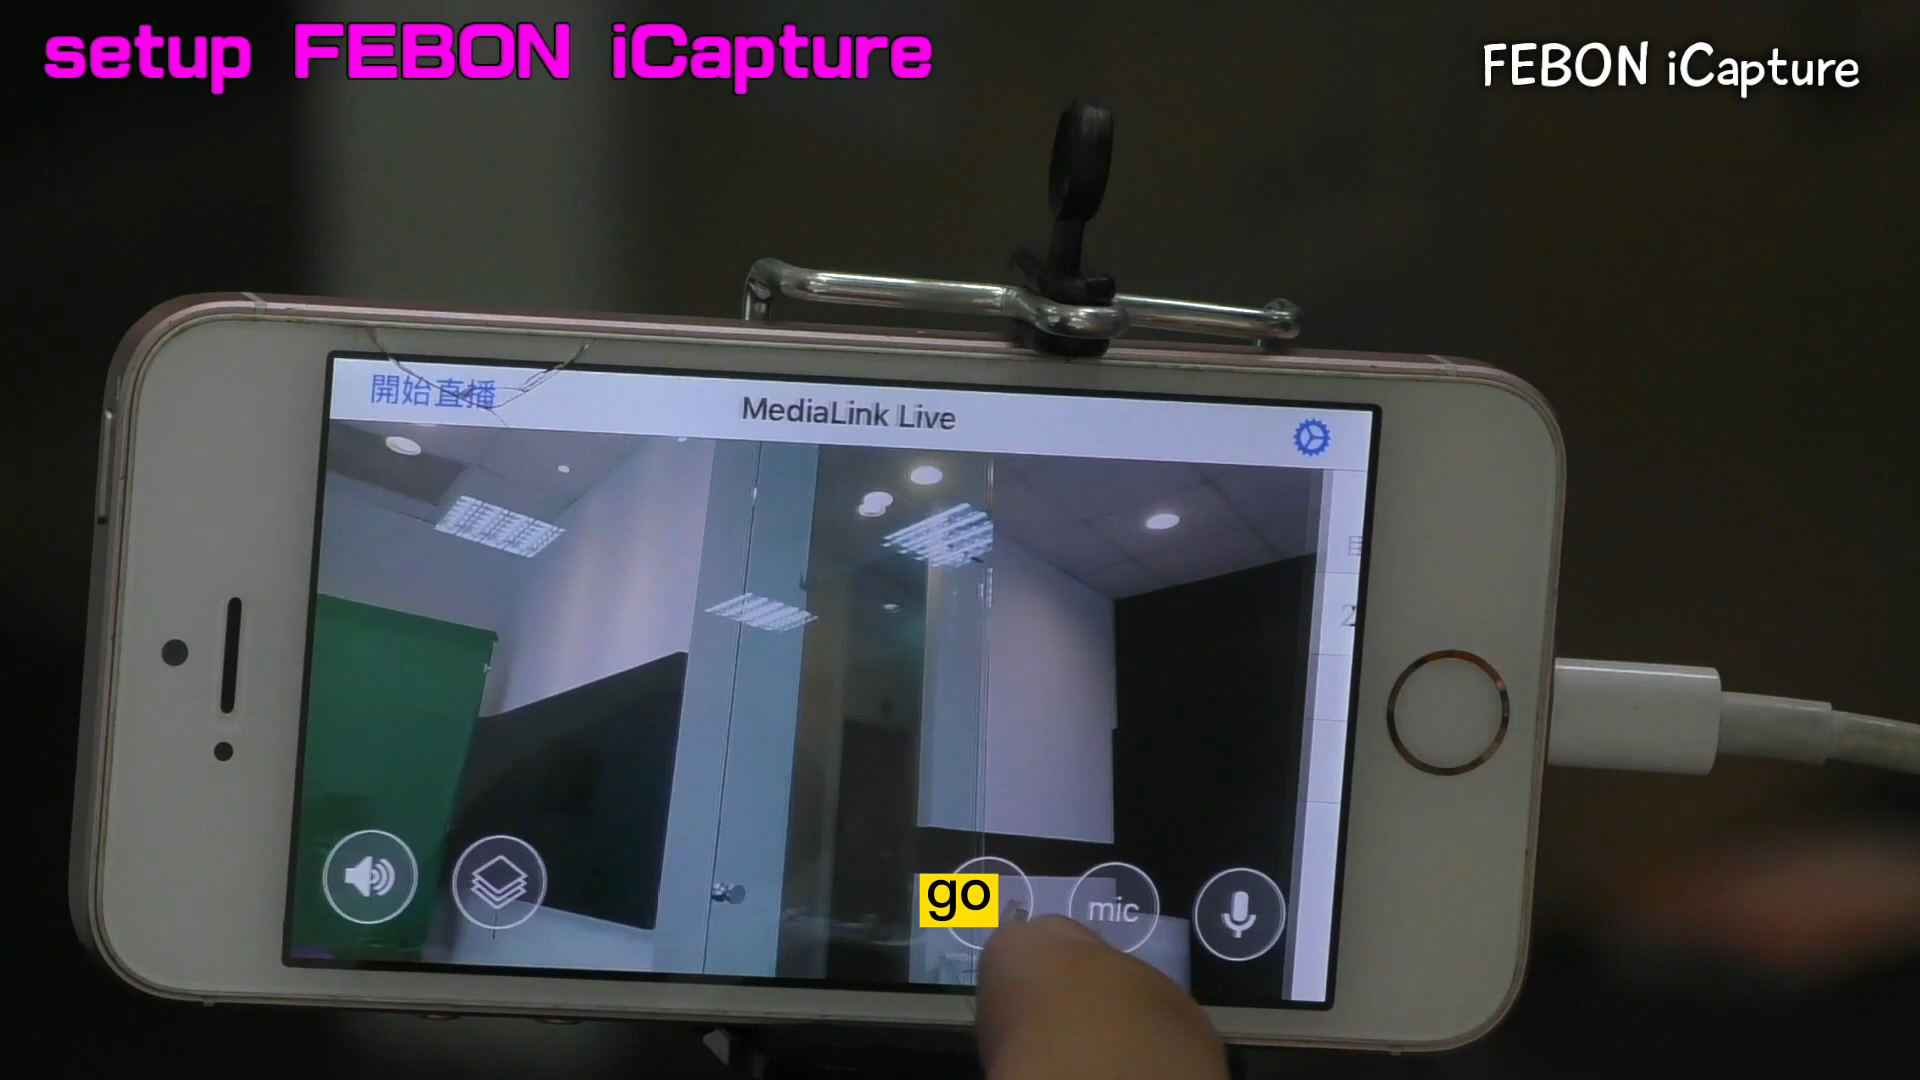 setup FEBON iCapture
FEBON iCapture
開始直播
MediaLink Live
go
mic